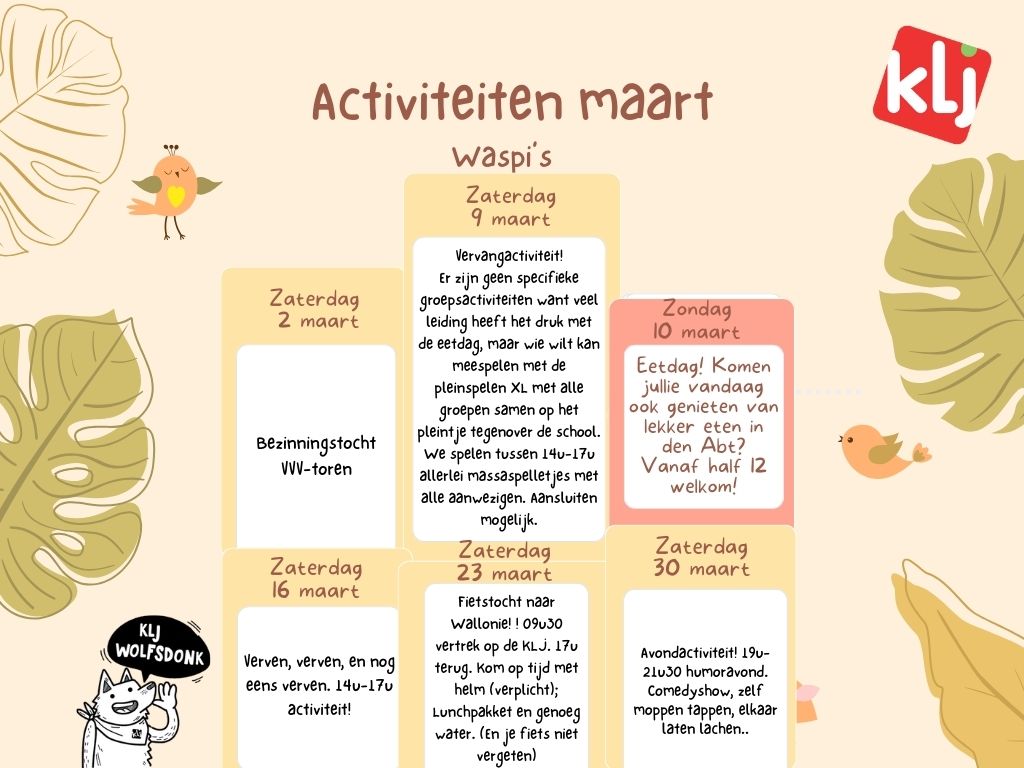 klj
Activiteiten maart
Waspi's
Zaterdag
2 maart
Bezinningstocht
VVV-toren
Zaterdag
9 maart
Vervangactiviteit!
Er zijn geen specifieke
groepsactiviteiten want veel
leiding heeft het druk met
de eetdag, maar wie wilt kan
meespelen met de
pleinspelen XL met alle
groepen samen op het
pleintje tegenover de school.
We spelen tussen 14u-17u
allerlei massaspelletjes met
alle aanwezigen. Aansluiten
mogelijk.
Zondag
10 maart
Eetdag! Komen
jullie vandaag
ook genieten van
lekker eten in
den Abt?
Vanaf half 12
welkom!
Zaterdag
16 maart
Verven, verven, en nog
eens verven. 14u-17u
activiteit!
Zaterdag
23 maart
Fietstocht naar
Wallonie! ! 09u30
vertrek op de KLJ. 17u
terug. Kom op tijd met
helm (verplicht);
Lunchpakket en genoeg
water. (En je fiets niet
vergeten)
Zaterdag
30 maart
Avondactiviteit! 19u-
21u30 humoravond.
Comedyshow, zelf
moppen tappen, elkaar
laten lachen..
KLJ
WOLFSDONK